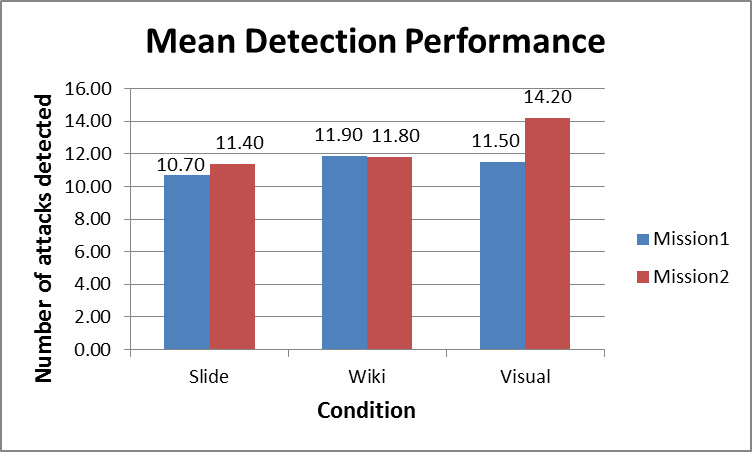 Mean Detection Performance
Number of attacks detected
16.00
14.00
12.00
10.00
8.00
6.00
4.00
2.00
0.00
10.70
11.40
11.90
11.80
11.50
14.20
Slide
Wiki
Visual
Condition
Mission1
Mission2